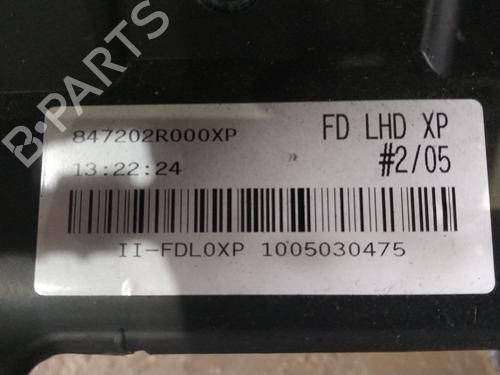 B-PARTS
847202R000XP FD LHD XP
13:22:24 #2/05
II-FDL0XP 1005030475